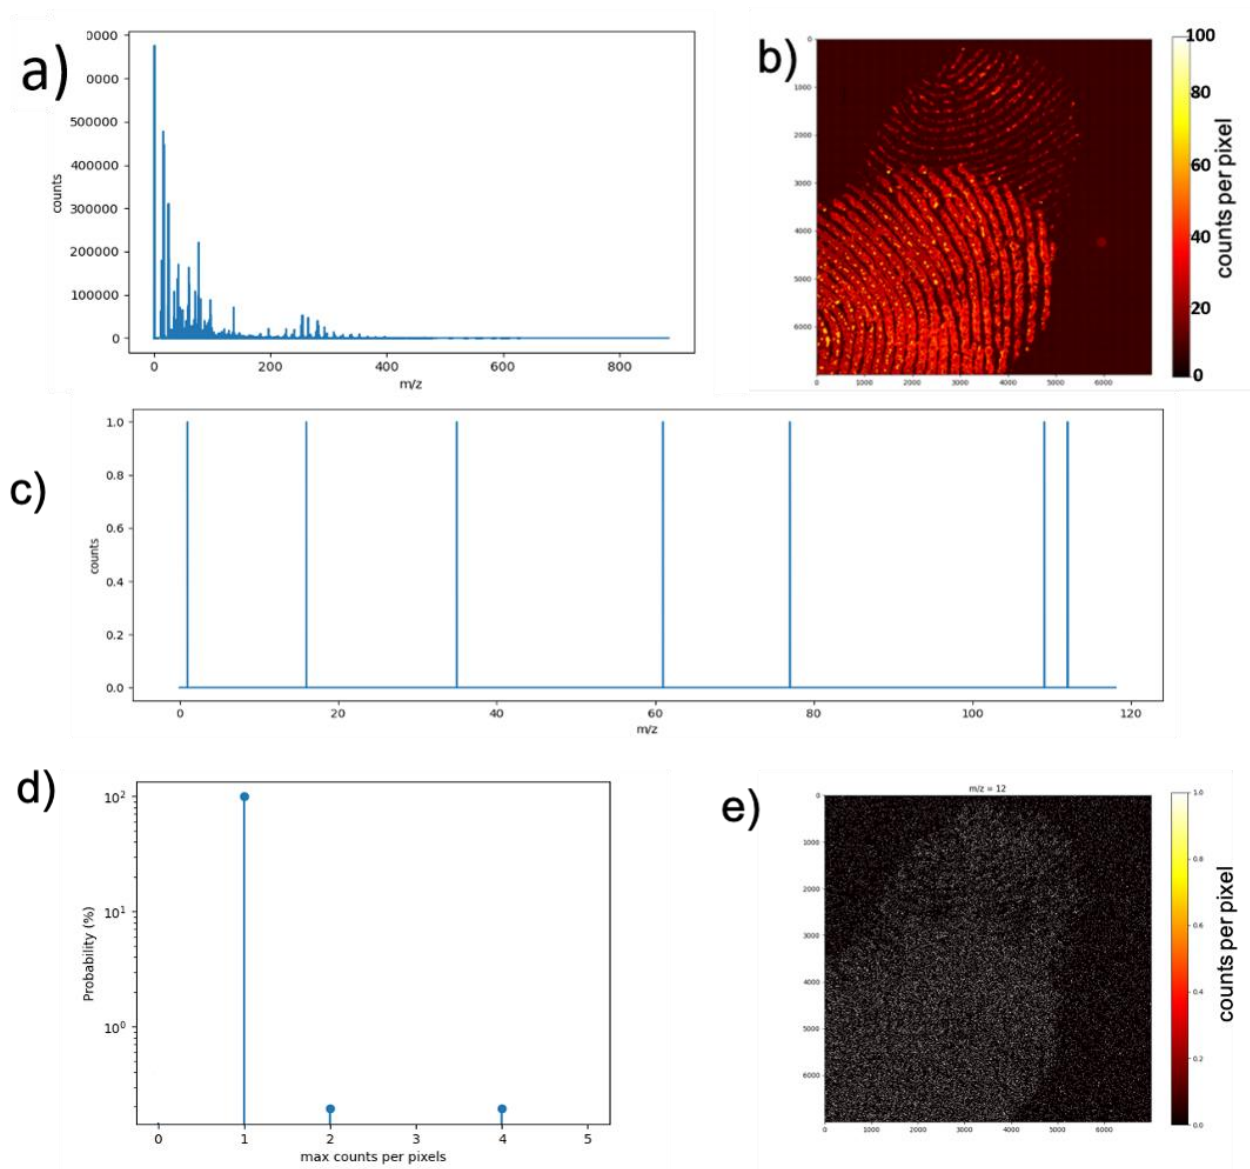 a)
0000
0000
500000
400000
300000
200000
100000
0
counts
0 200 400 600 800
m/z
b)
0
1000
2000
3000
4000
5000
6000
0 1000 2000 3000 4000 5000 6000
100
80
60
40
20
0
counts per pixel
c)
1.0
0.8
0.6
0.4
0.2
0.0
counts
0 20 40 60 80 100 120
m/z
d)
10²
10¹
10⁰
Probability (%)
0 1 2 3 4 5
max counts per pixels
e)
m/z = 12
0
1000
2000
3000
4000
5000
6000
0 1000 2000 3000 4000 5000 6000
1.0
0.8
0.6
0.4
0.2
0.0
counts per pixel